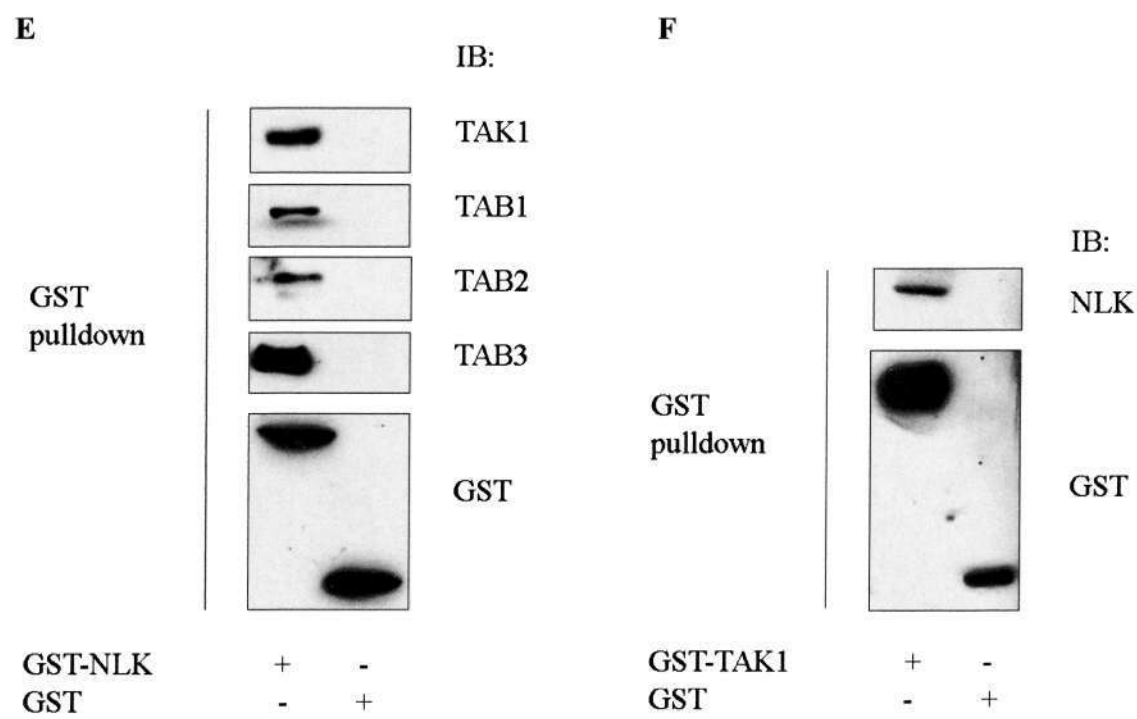 E
IB:
TAK1
TAB1
TAB2
TAB3
GST
pulldown
GST
GST-NLK + -
GST - +
F
IB:
NLK
GST
pulldown
GST
GST-TAK1 + -
GST - +